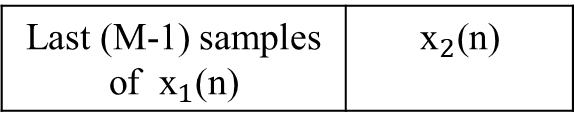 Last (M-1) samples
of x₁(n)
x₂(n)